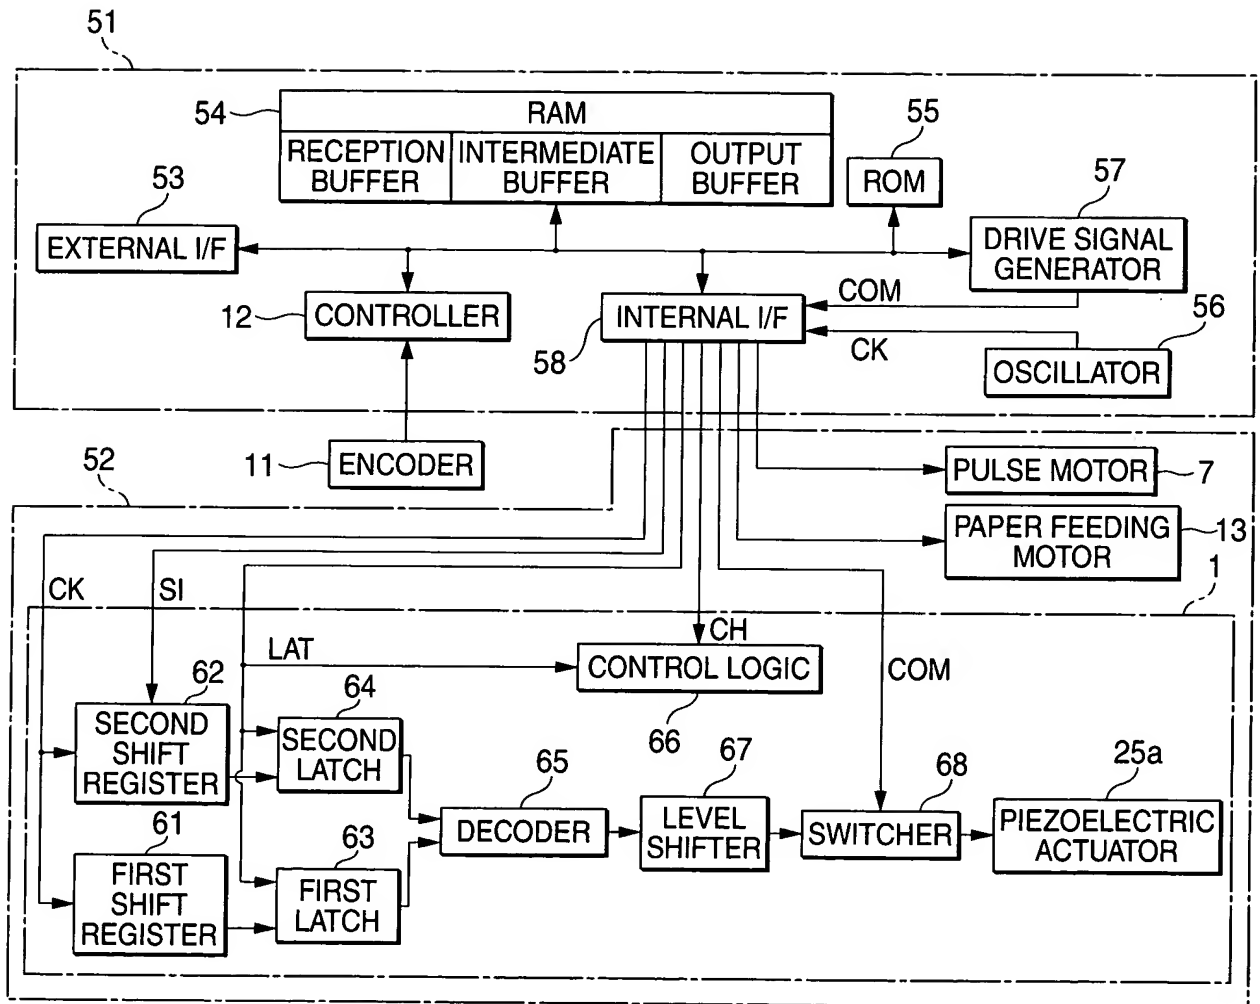 51
54
RAM
RECEPTION BUFFER
INTERMEDIATE BUFFER
OUTPUT BUFFER
55
ROM
53
EXTERNAL I/F
57
DRIVE SIGNAL GENERATOR
12
CONTROLLER
INTERNAL I/F
58
COM
CK
56
OSCILLATOR
11
ENCODER
52
PULSE MOTOR
7
PAPER FEEDING MOTOR
13
1
CK
SI
LAT
CH
CONTROL LOGIC
66
COM
62
SECOND SHIFT REGISTER
64
SECOND LATCH
61
FIRST SHIFT REGISTER
63
FIRST LATCH
65
DECODER
67
LEVEL SHIFTER
68
SWITCHER
25a
PIEZOELECTRIC ACTUATOR